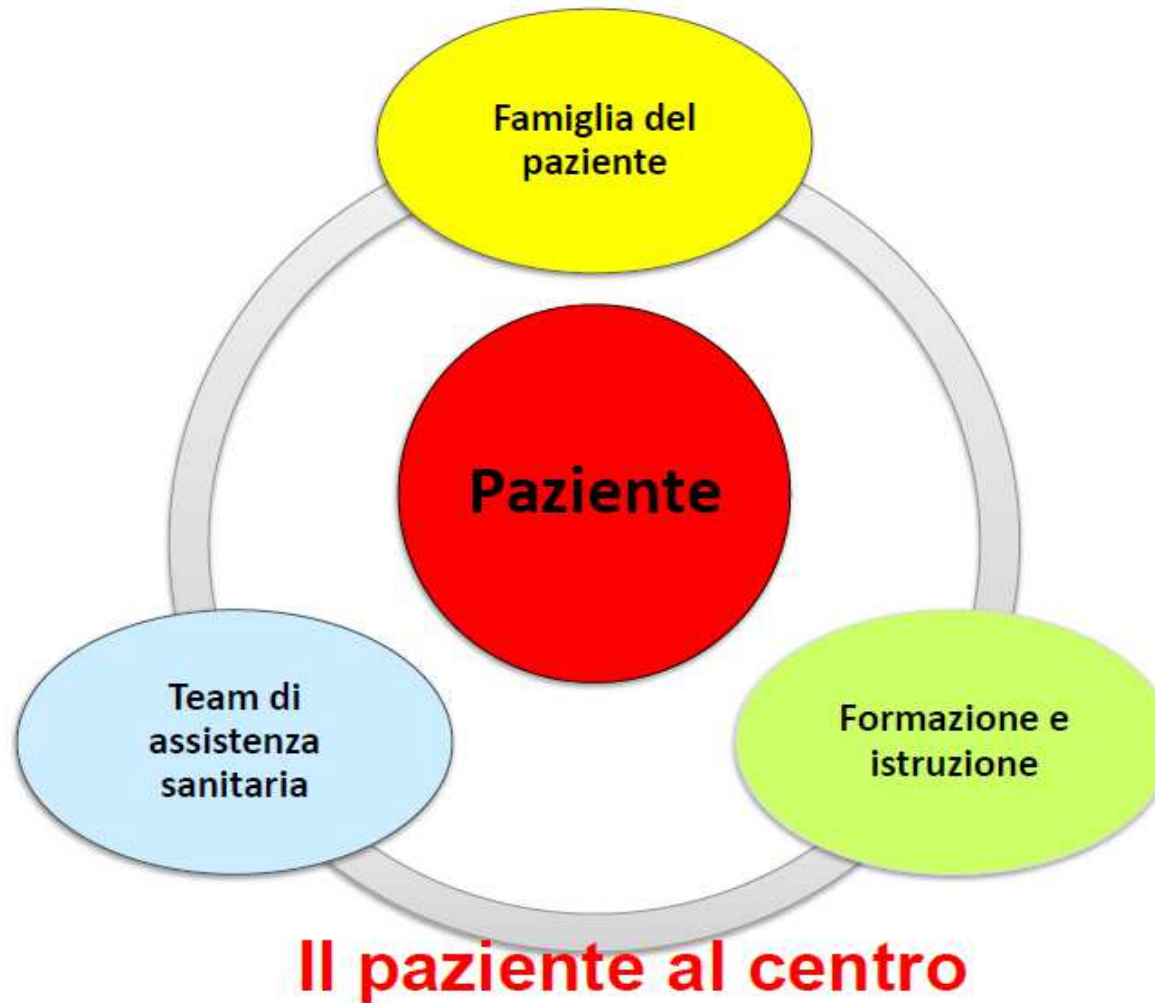 Famiglia del
paziente
Paziente
Team di
assistenza
sanitaria
Formazione e
istruzione
Il paziente al centro